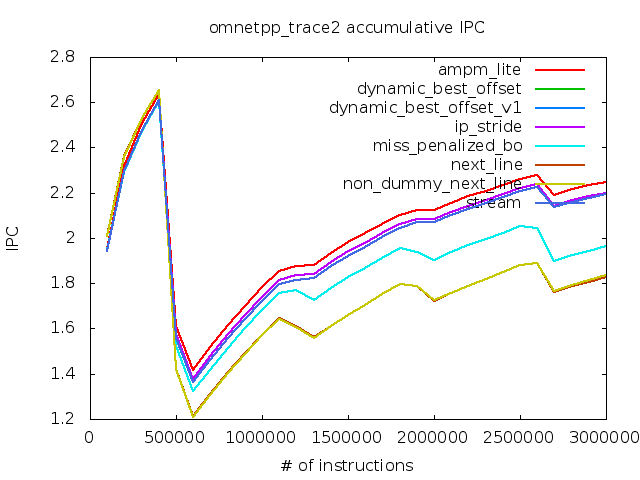 omnetpp_trace2 accumulative IPC
2.8
2.6
2.4
2.2
2
1.8
1.6
1.4
1.2
IPC
ampm_lite
dynamic_best_offset
dynamic_best_offset_v1
ip_stride
miss_penalized_bo
next_line
non_dummy_next_line
stream
0 500000 1000000 1500000 2000000 2500000 3000000
# of instructions